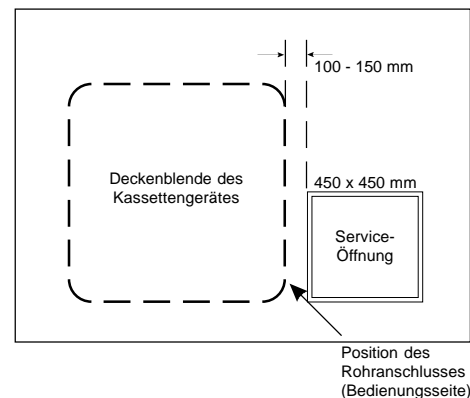 100 - 150 mm
Deckenblende des
Kassettengerätes
450 x 450 mm
Service-
Öffnung
Position des
Rohranschlusses
(Bedienungsseite)